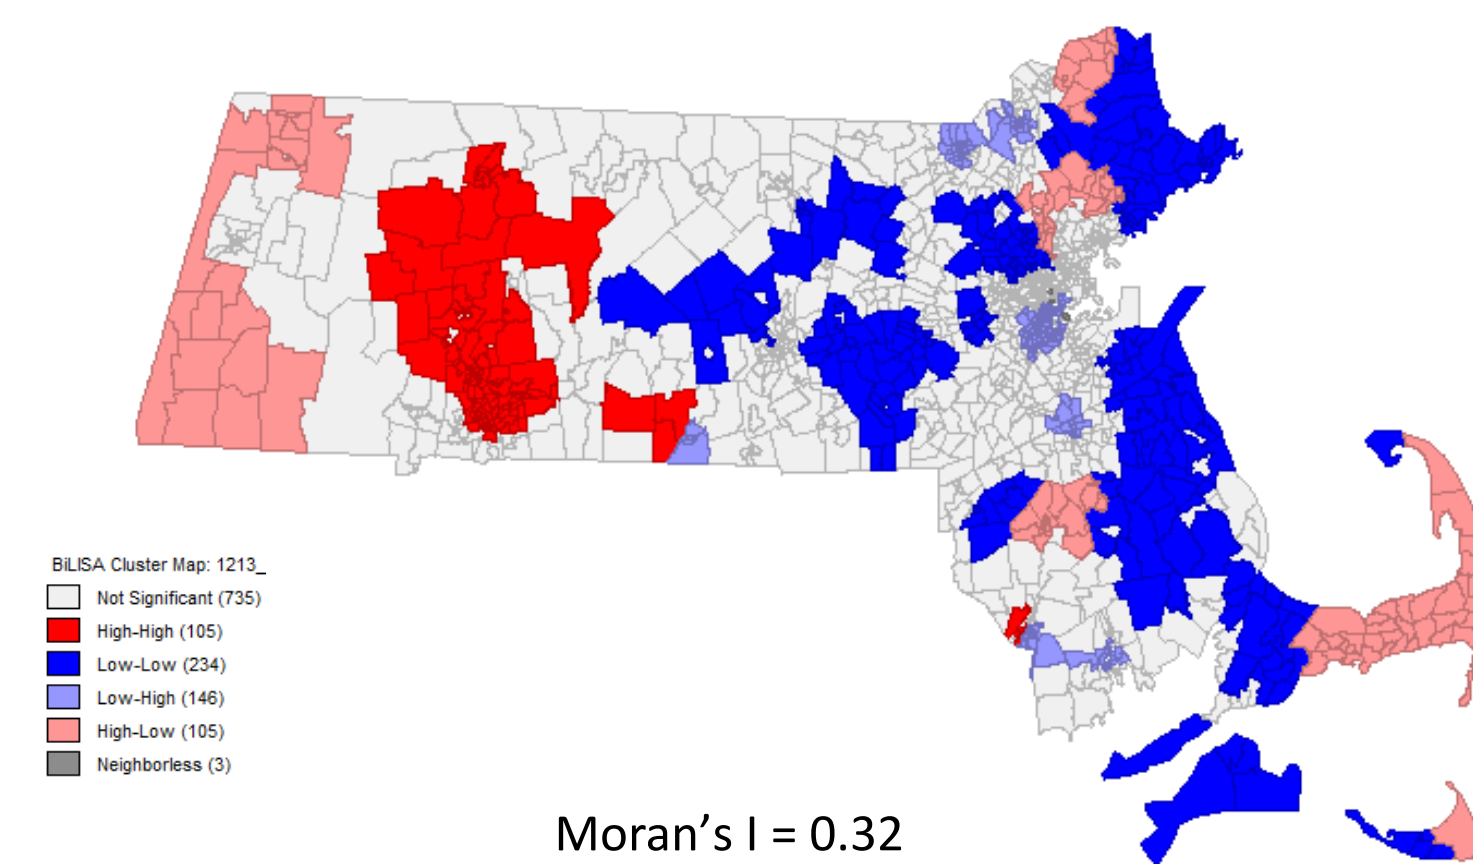 BiLISA Cluster Map: 1213_
Not Significant (735)
High-High (105)
Low-Low (234)
Low-High (146)
High-Low (105)
Neighborless (3)
Moran’s I = 0.32